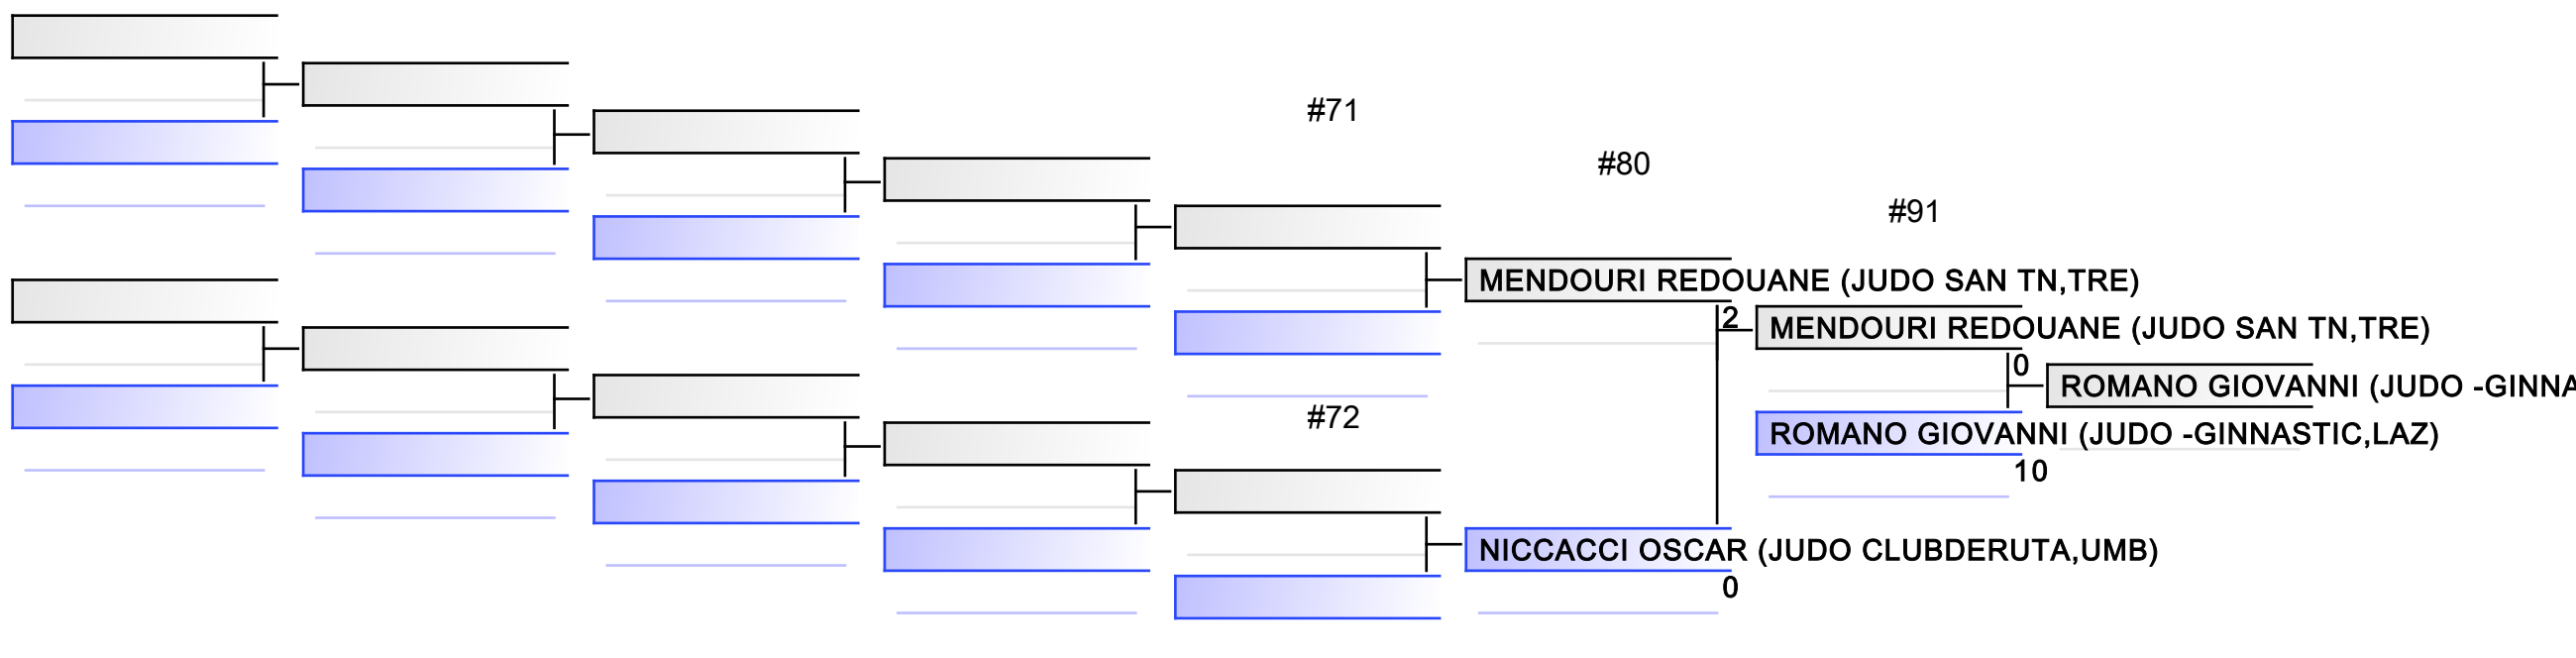 #71
#80
#91
MENDOURI REDOUANE (JUDO SAN TN,TRE)
2
MENDOURI REDOUANE (JUDO SAN TN,TRE)
0
ROMANO GIOVANNI (JUDO -GINNA
#72
ROMANO GIOVANNI (JUDO -GINNASTIC,LAZ)
10
NICCACCI OSCAR (JUDO CLUBDERUTA,UMB)
0